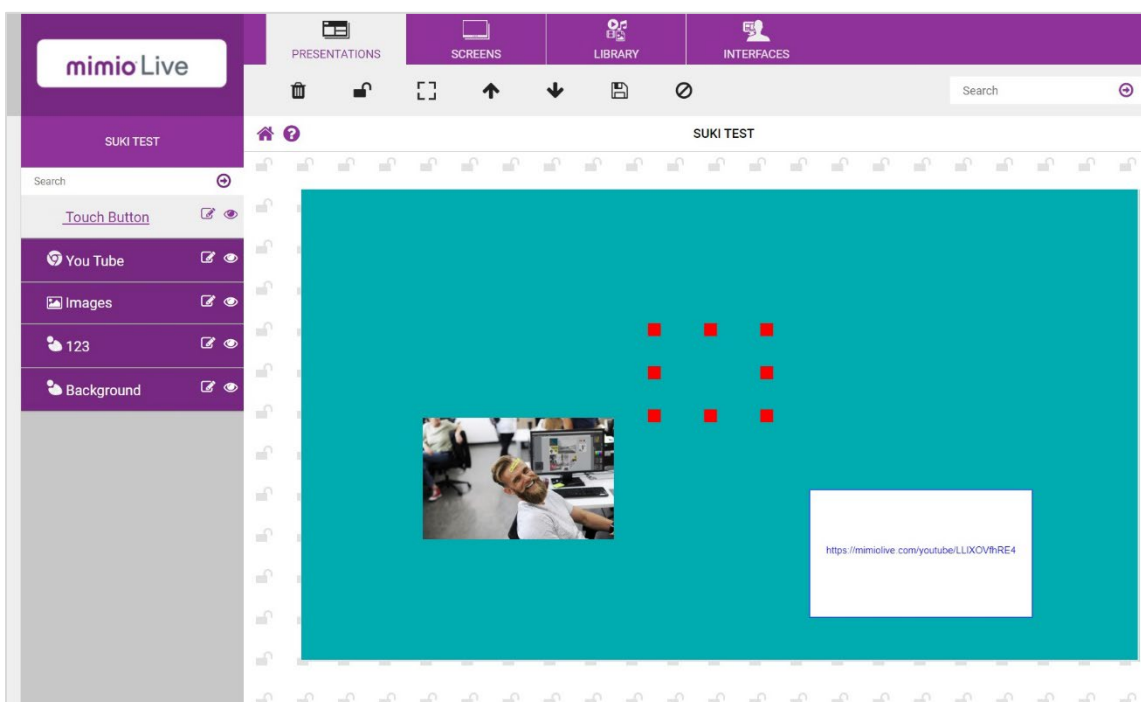 mimio Live
PRESENTATIONS
SCREENS
LIBRARY
INTERFACES
Search
SUKI TEST
SUKI TEST
Search
Touch Button
You Tube
Images
123
Background
https://mimiolive.com/youtube/LLIXOVfhRE4